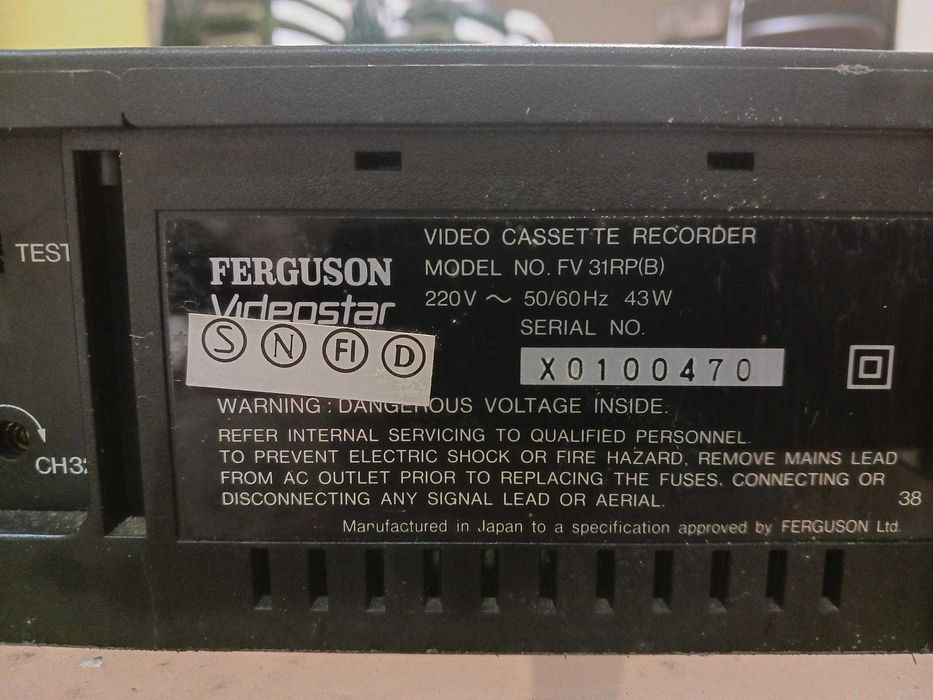 TEST
FERGUSON
Videostar
VIDEO CASSETTE RECORDER
MODEL NO. FV 31RP(B)
220V ~ 50/60Hz 43W
SERIAL NO.
X0100470
S N FI D
WARNING : DANGEROUS VOLTAGE INSIDE.
REFER INTERNAL SERVICING TO QUALIFIED PERSONNEL.
TO PREVENT ELECTRIC SHOCK OR FIRE HAZARD, REMOVE MAINS LEAD
FROM AC OUTLET PRIOR TO REPLACING THE FUSES. CONNECTING OR
DISCONNECTING ANY SIGNAL LEAD OR AERIAL.
38
Manufactured in Japan to a specification approved by FERGUSON Ltd.